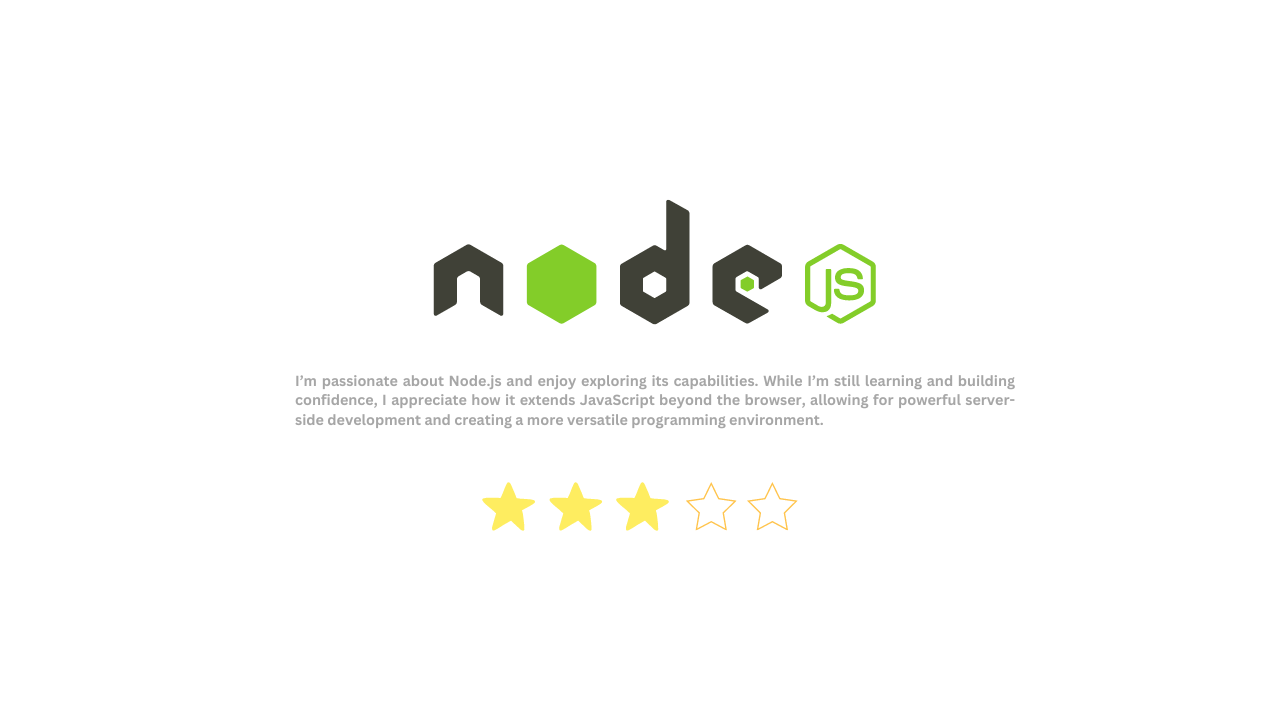 node JS
I’m passionate about Node.js and enjoy exploring its capabilities. While I’m still learning and building
confidence, I appreciate how it extends JavaScript beyond the browser, allowing for powerful server-
side development and creating a more versatile programming environment.